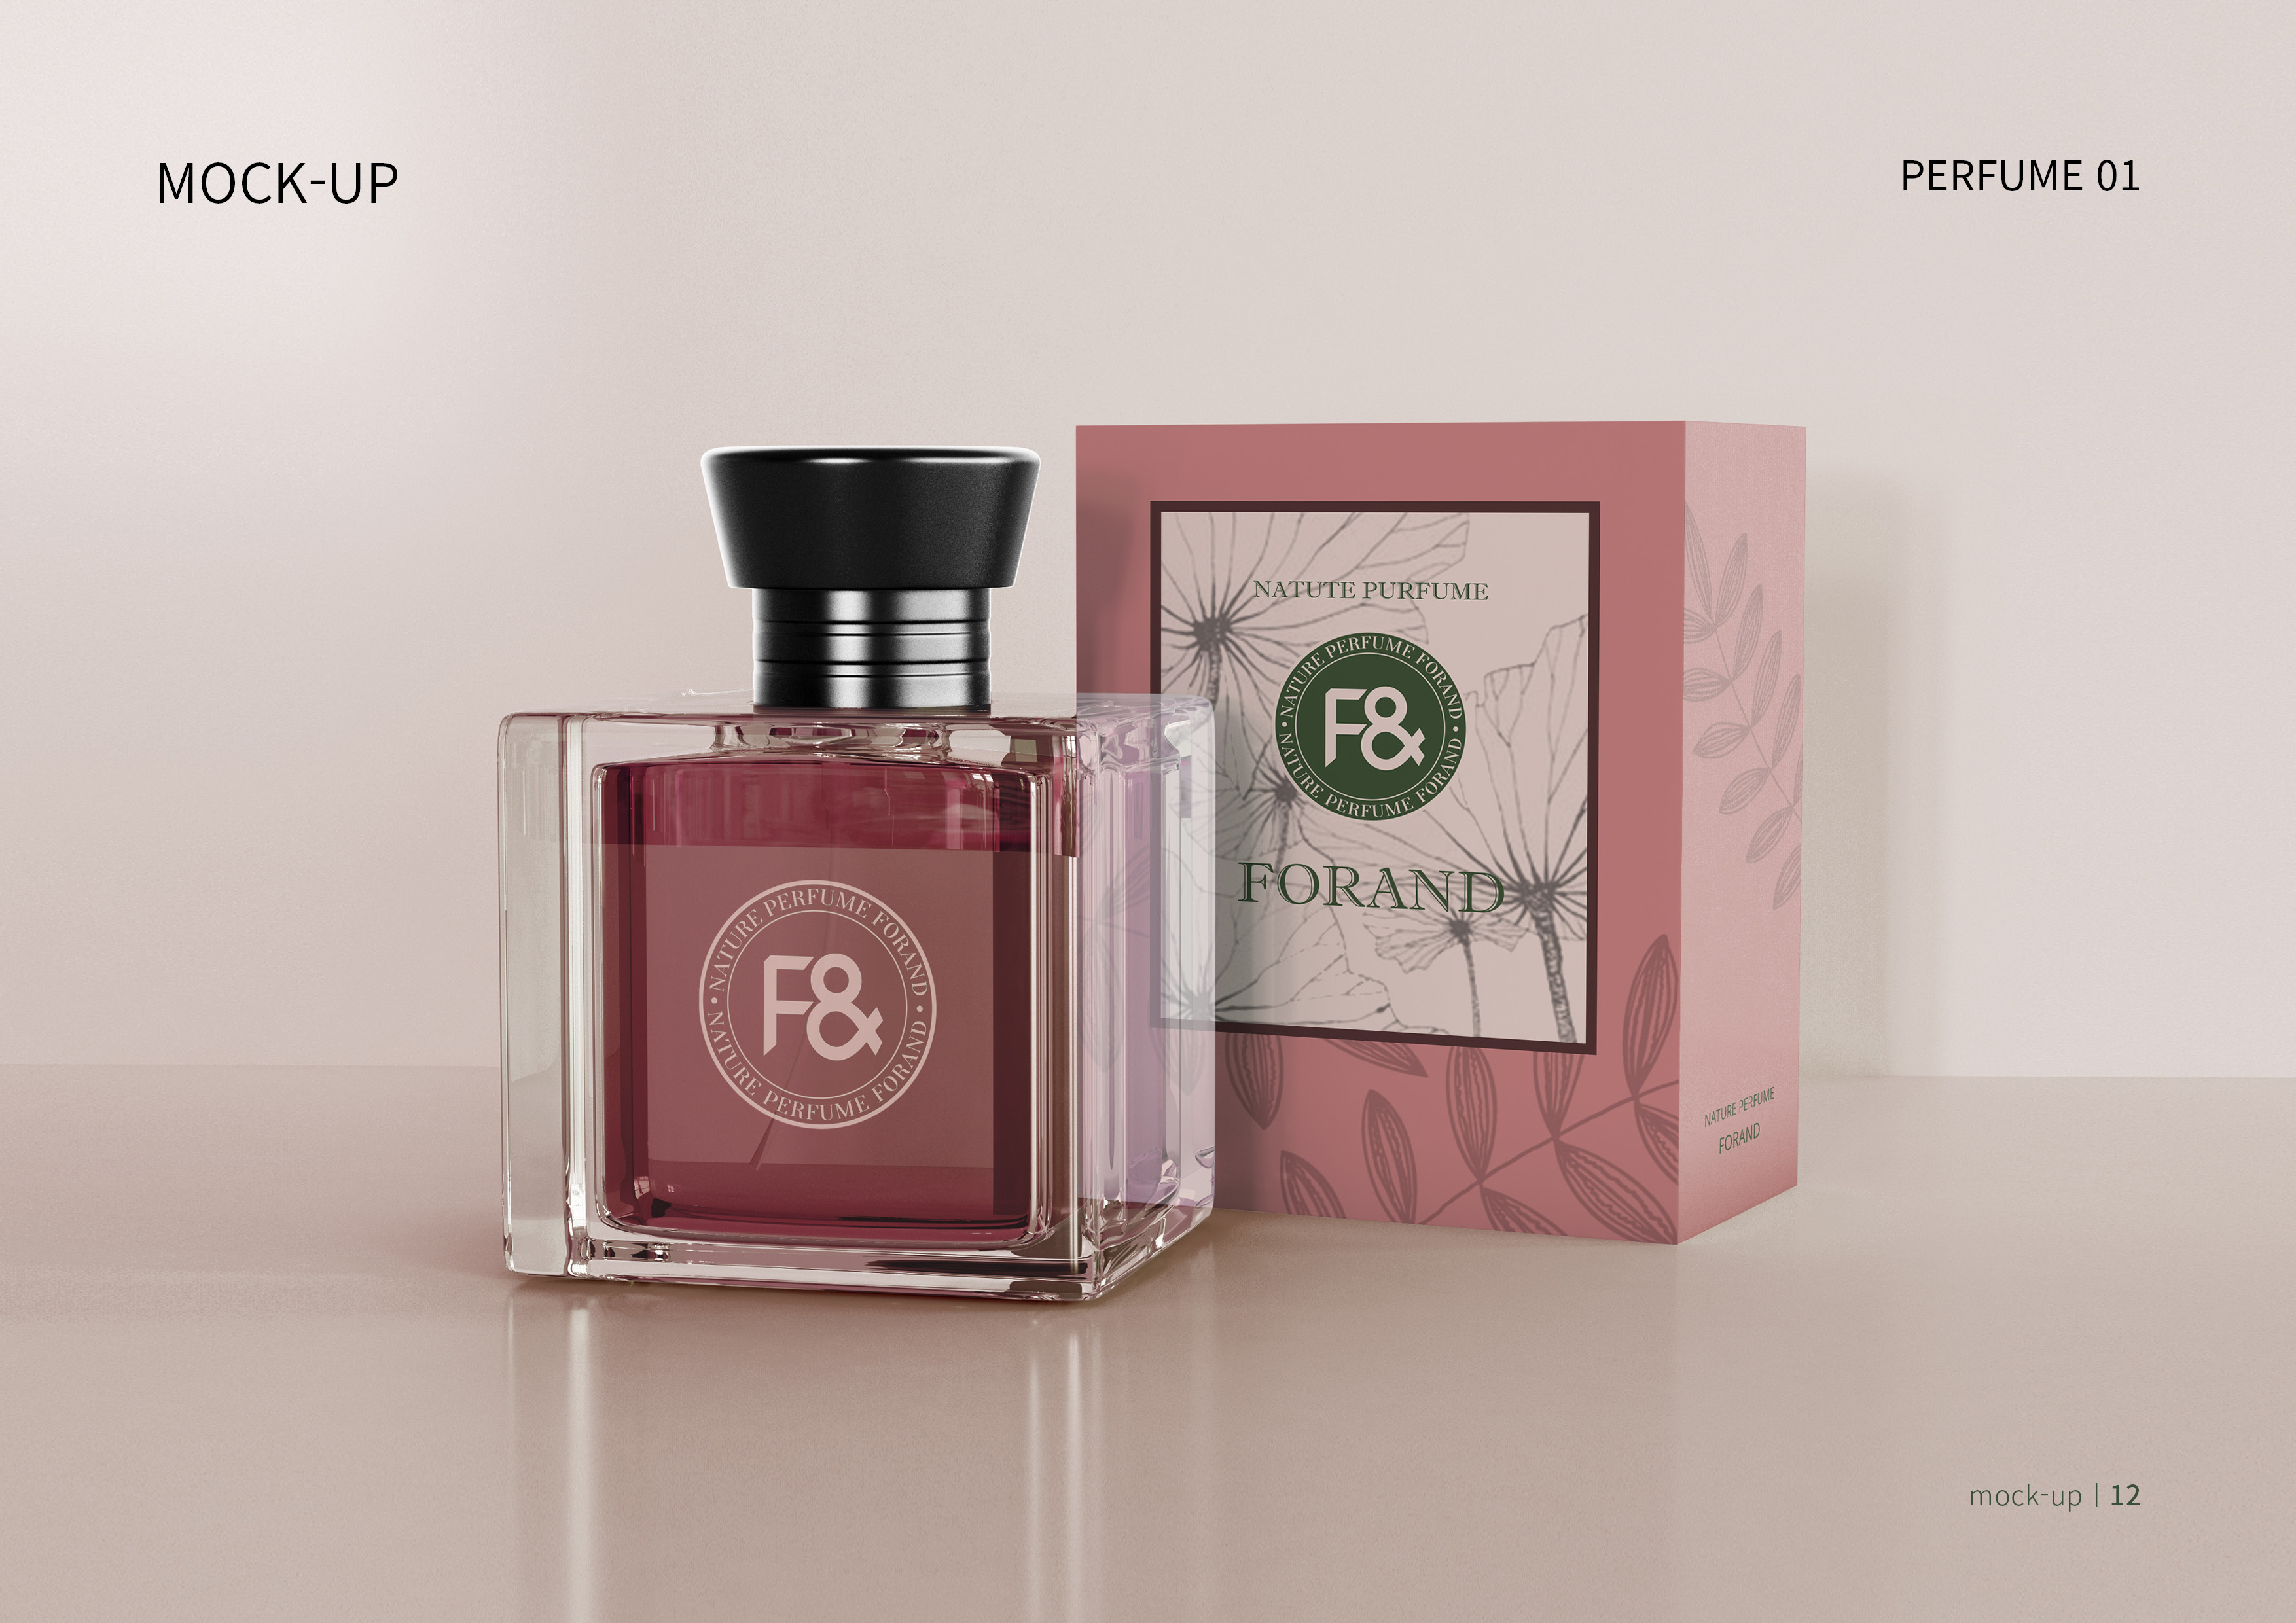 MOCK-UP
PERFUME 01
NATUTE PURFUME
• NATURE PERFUME FORAND •
F&
NATURE PERFUME FORAND
FORAND
• NATURE PERFUME FORAND •
F&
NATURE PERFUME FORAND
NATURE PERFUME
FORAND
mock-up | 12